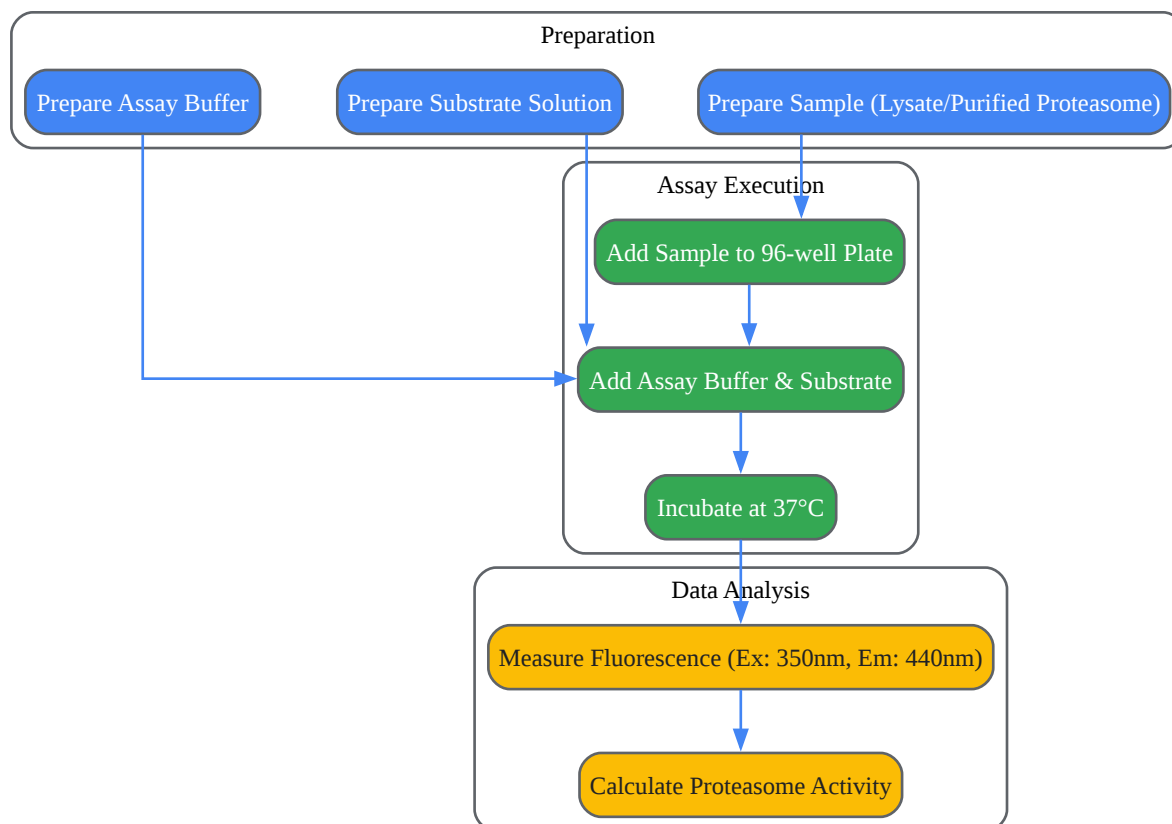 Preparation
Prepare Assay Buffer
Prepare Substrate Solution
Prepare Sample (Lysate/Purified Proteasome)
Assay Execution
Add Sample to 96-well Plate
Add Assay Buffer & Substrate
Incubate at 37°C
Data Analysis
Measure Fluorescence (Ex: 350nm, Em: 440nm)
Calculate Proteasome Activity